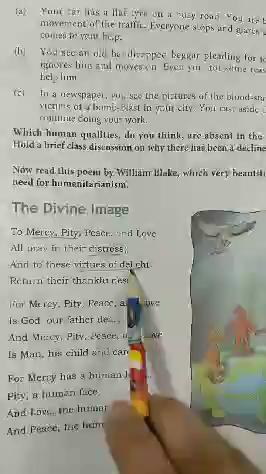 (a) Your car has a flat tyre on a busy road. You
movement of the traffic. Everyone stops and
comes to your help.
(b) You see an old handicapped beggar pleading for
ignores him and moves on. Even you for some
help him
(c) In a newspaper, you see the pictures of the
victims of a bomb-blast in your city. You cast aside
continue doing your work.
Which human qualities, do you think, are absent in the
Hold a brief class discussion on why there has been a decline
Now read this poem by William Blake, which very
need for humanitarianism.
The Divine Image
To Mercy, Pity, Peace, and Love
All pray in their distress;
And to these virtues of delight
Return their
For Mercy, Pity, Peace,
Is God our father
And Mercy, Pity, Peace,
Is Man, his child and
For Mercy has a human
Pity, a human face,
And Love, the human
And Peace, the